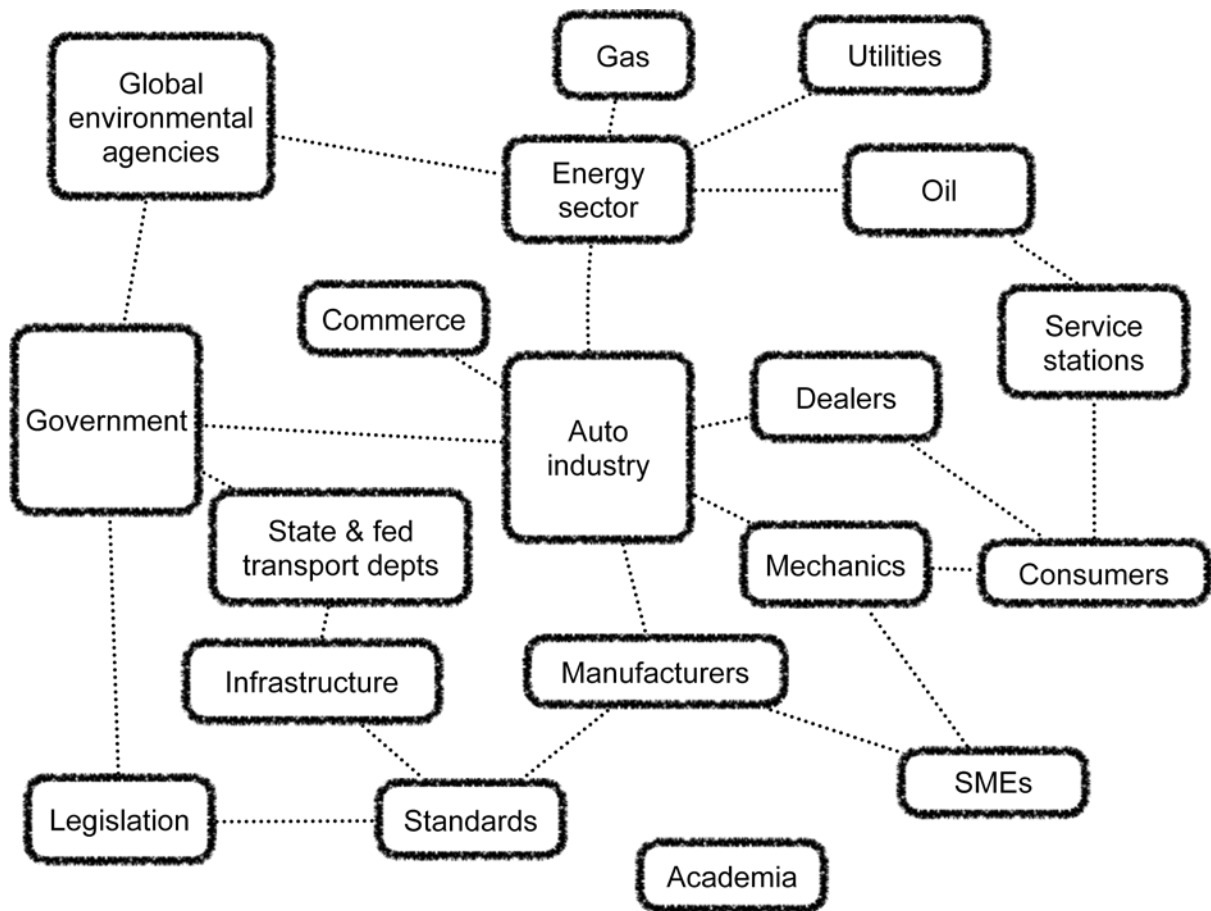 Gas
Utilities
Global
environmental
agencies
Energy
sector
Oil
Commerce
Service
stations
Government
Auto
industry
Dealers
State & fed
transport depts
Mechanics
Consumers
Infrastructure
Manufacturers
Legislation
Standards
SMEs
Academia